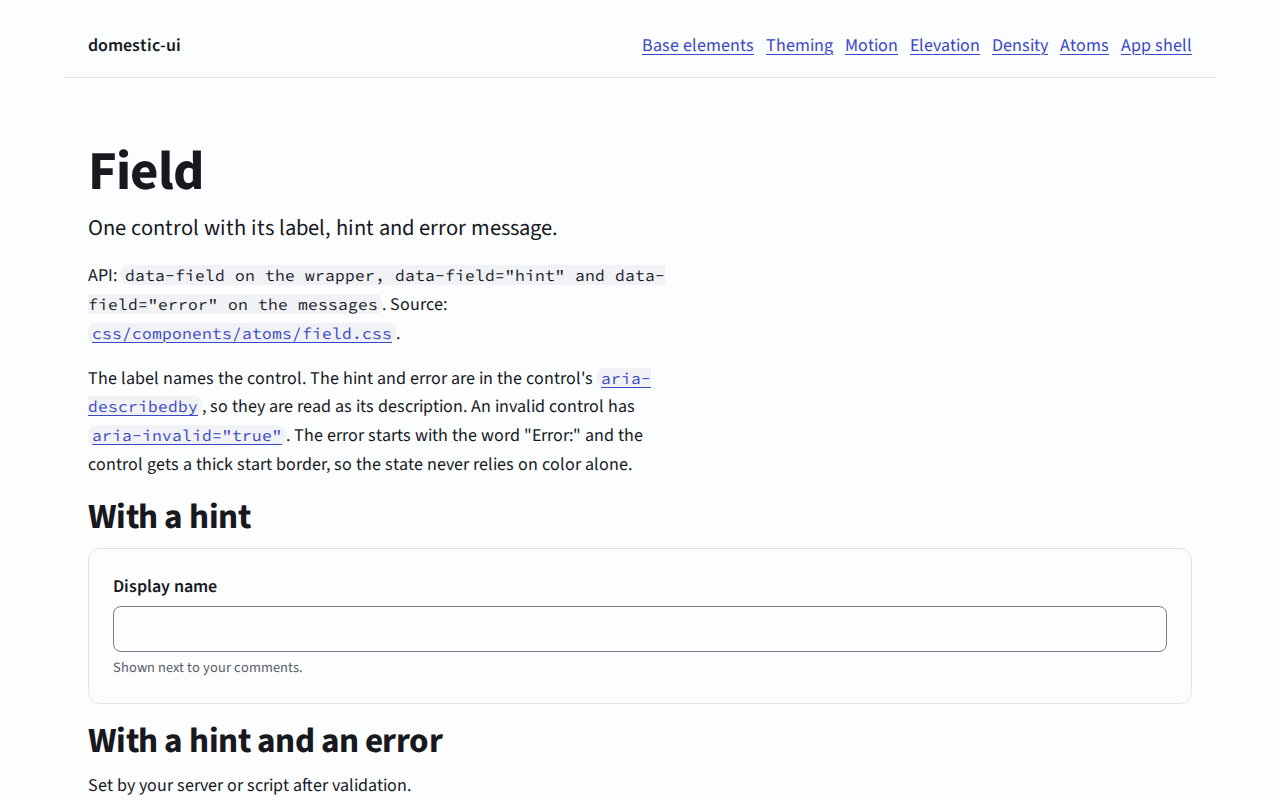 domestic-ui
Base elements Theming Motion Elevation Density Atoms App shell
Field
One control with its label, hint and error message.
API: data-field on the wrapper, data-field="hint" and data-
field="error" on the messages. Source:
css/components/atoms/field.css.
The label names the control. The hint and error are in the control's aria-
describedby, so they are read as its description. An invalid control has
aria-invalid="true". The error starts with the word "Error:" and the
control gets a thick start border, so the state never relies on color alone.
With a hint
Display name
Shown next to your comments.
With a hint and an error
Set by your server or script after validation.